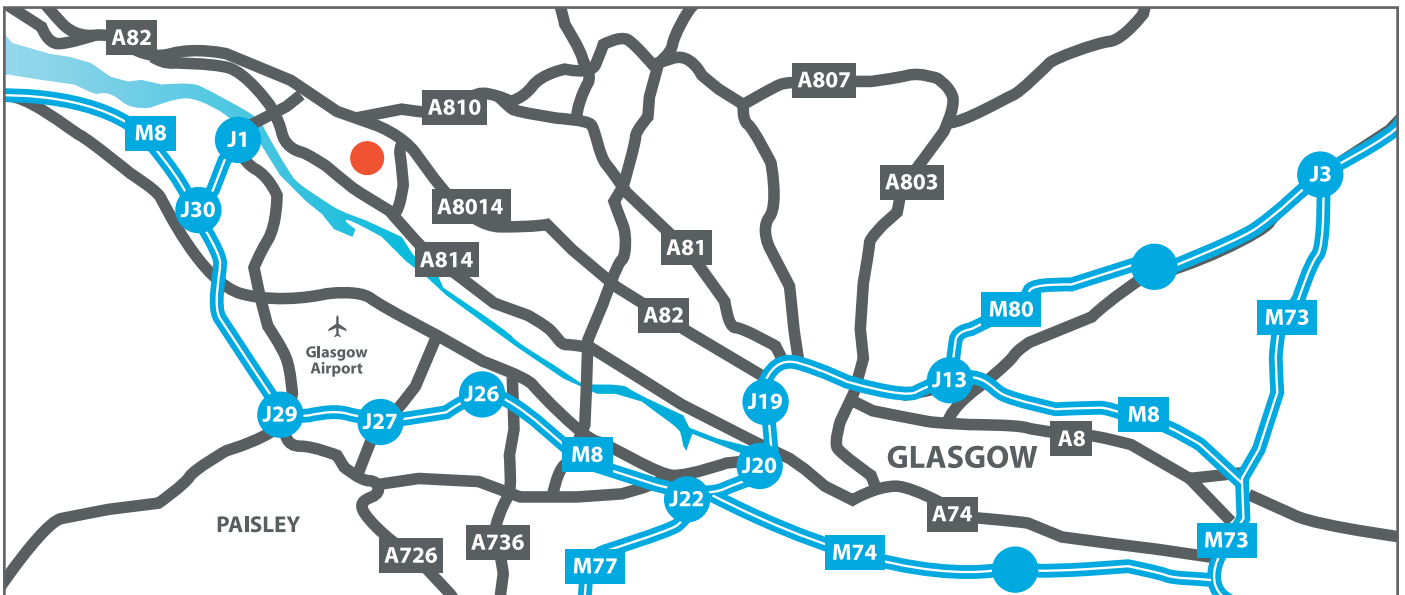 A82
A807
A810
M8
J1
J3
A803
A8014
J30
A81
A814
M80
A82
M73
Glasgow
Airport
J13
J26
J19
J29
J27
M8
A8
M8
GLASGOW
J20
J22
A74
PAISLEY
A736
M73
A726
M74
M77